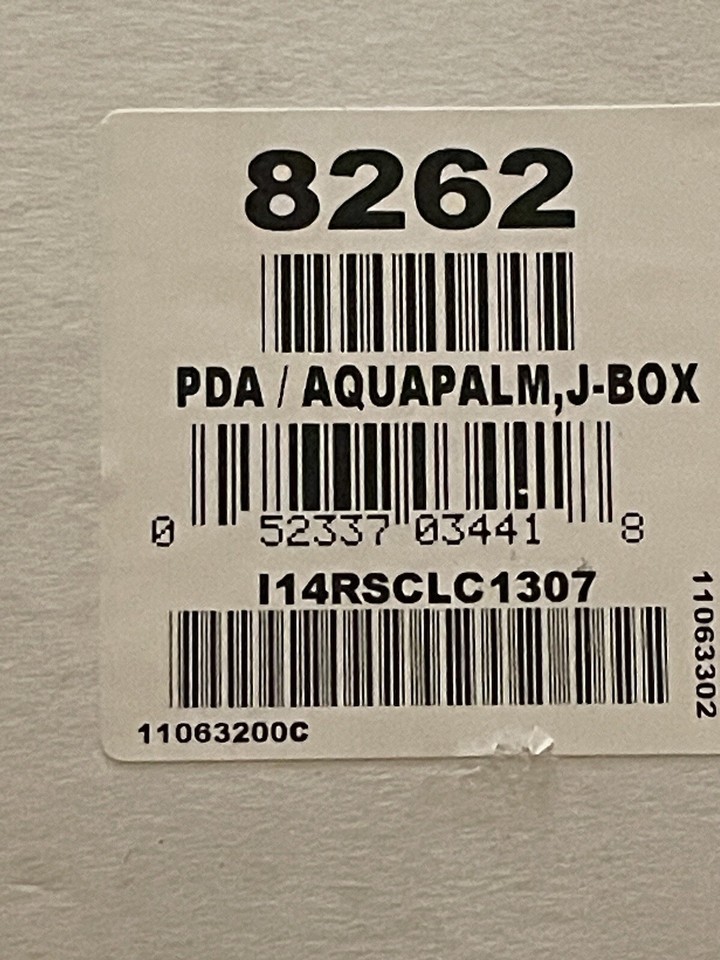 8262
PDA / AQUAPALM,J-BOX
0 52337 03441 8
I14RSCLC1307
11063200C
11063302